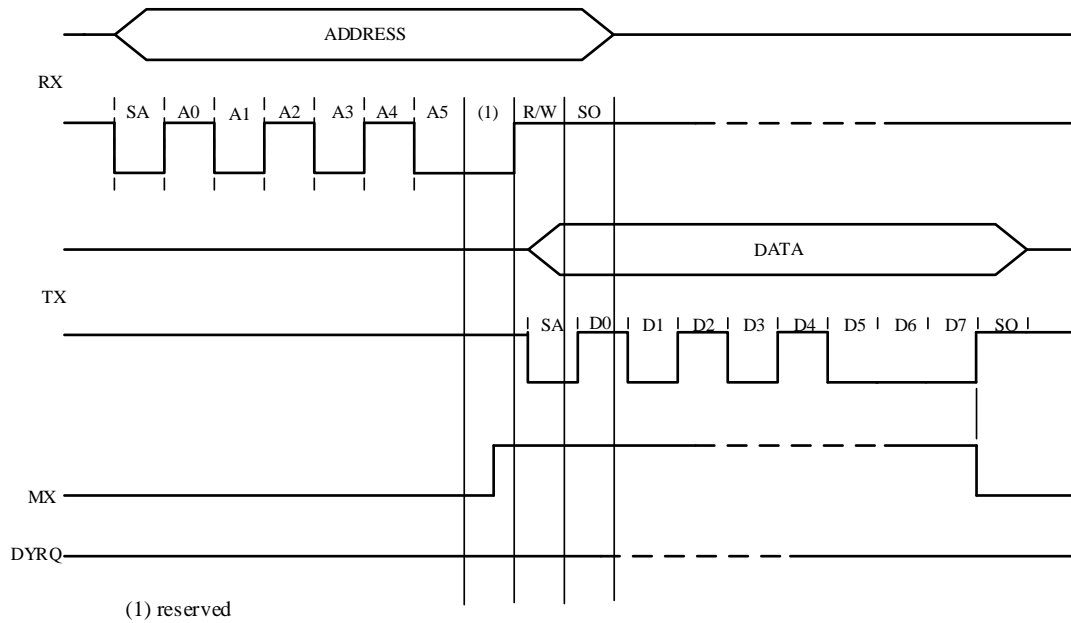 ADDRESS
RX
SA A0 A1 A2 A3 A4 A5 (1) R/W SO
DATA
TX
SA D0 D1 D2 D3 D4 D5 D6 D7 SO
MX
DYRQ
(1) reserved